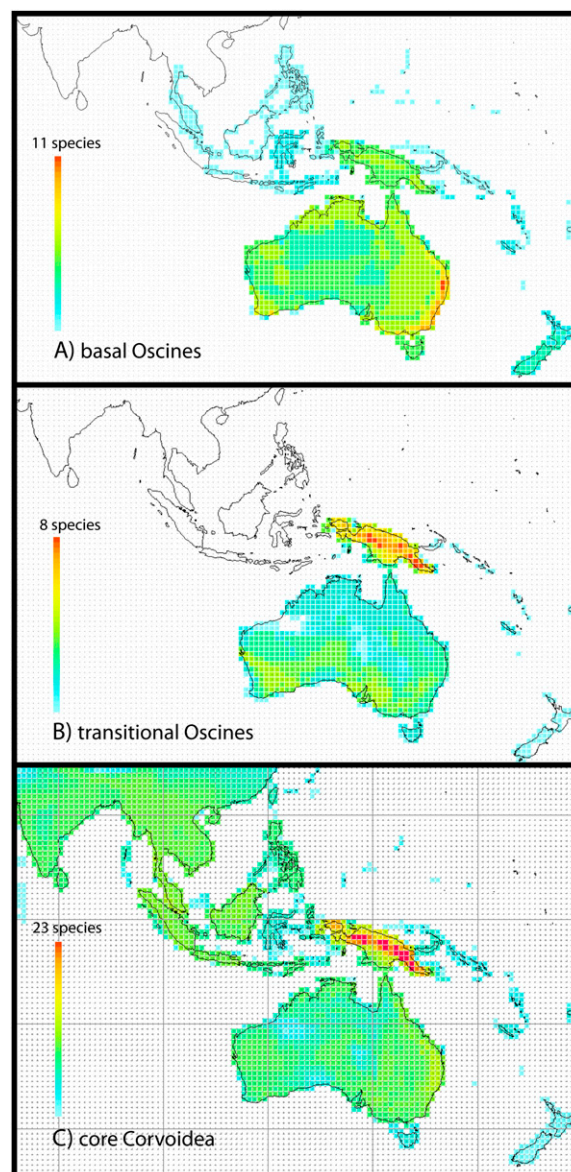 11 species
A) basal Oscines
8 species
B) transitional Oscines
23 species
C) core Corvoidea